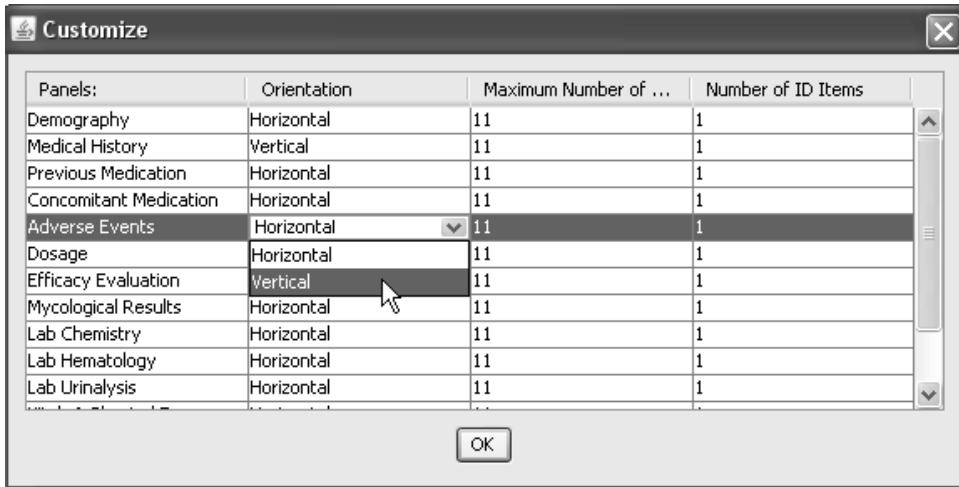 Customize
Panels: Orientation Maximum Number of ... Number of ID Items
Demography Horizontal 11 1
Medical History Vertical 11 1
Previous Medication Horizontal 11 1
Concomitant Medication Horizontal 11 1
Adverse Events Horizontal 11 1
Dosage Horizontal 11 1
Efficacy Evaluation Vertical 11 1
Mycological Results Horizontal 11 1
Lab Chemistry Horizontal 11 1
Lab Hematology Horizontal 11 1
Lab Urinalysis Horizontal 11 1
OK